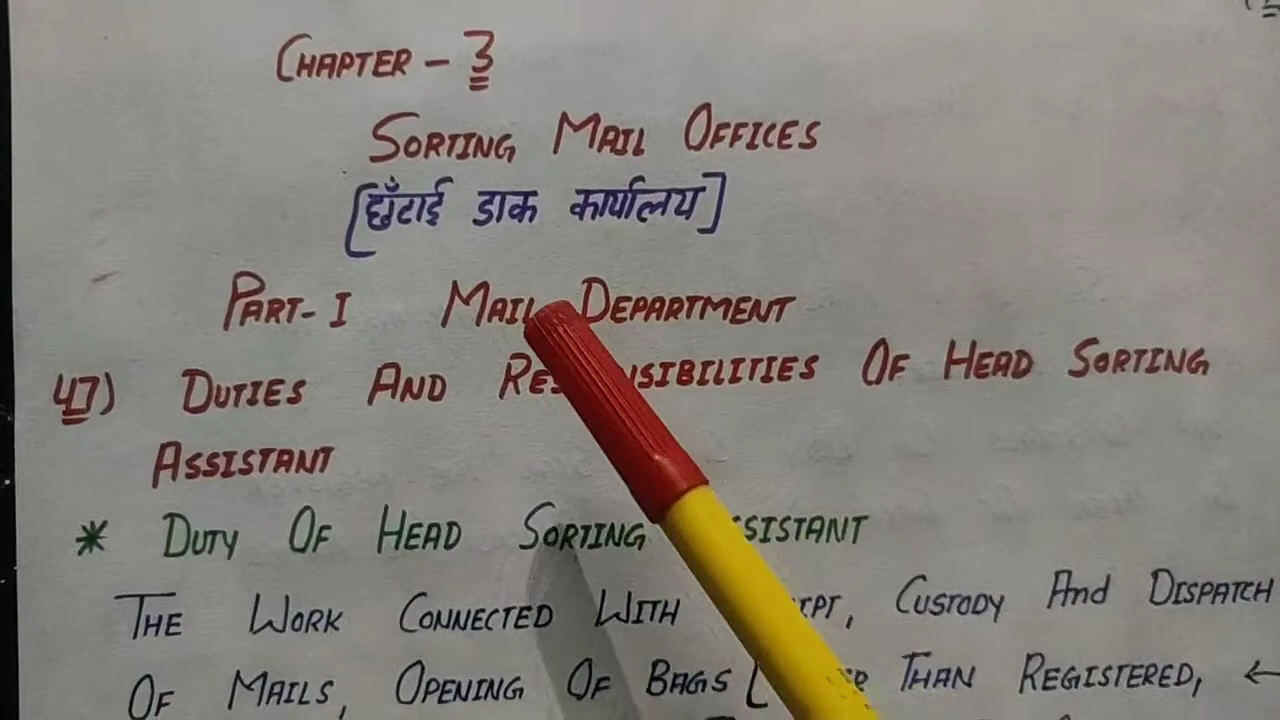 CHAPTER - 3
SORTING MAIL OFFICES
[छँटाई डाक कार्यालय]
PART-I MAIL DEPARTMENT
47) DUTIES AND RESPONSIBILITIES OF HEAD SORTING
ASSISTANT
* DUTY OF HEAD SORTING ASSISTANT
THE WORK CONNECTED WITH CUSTODY AND DISPATCH
OF MAILS, OPENING OF BAGS ( THAN REGISTERED, ←